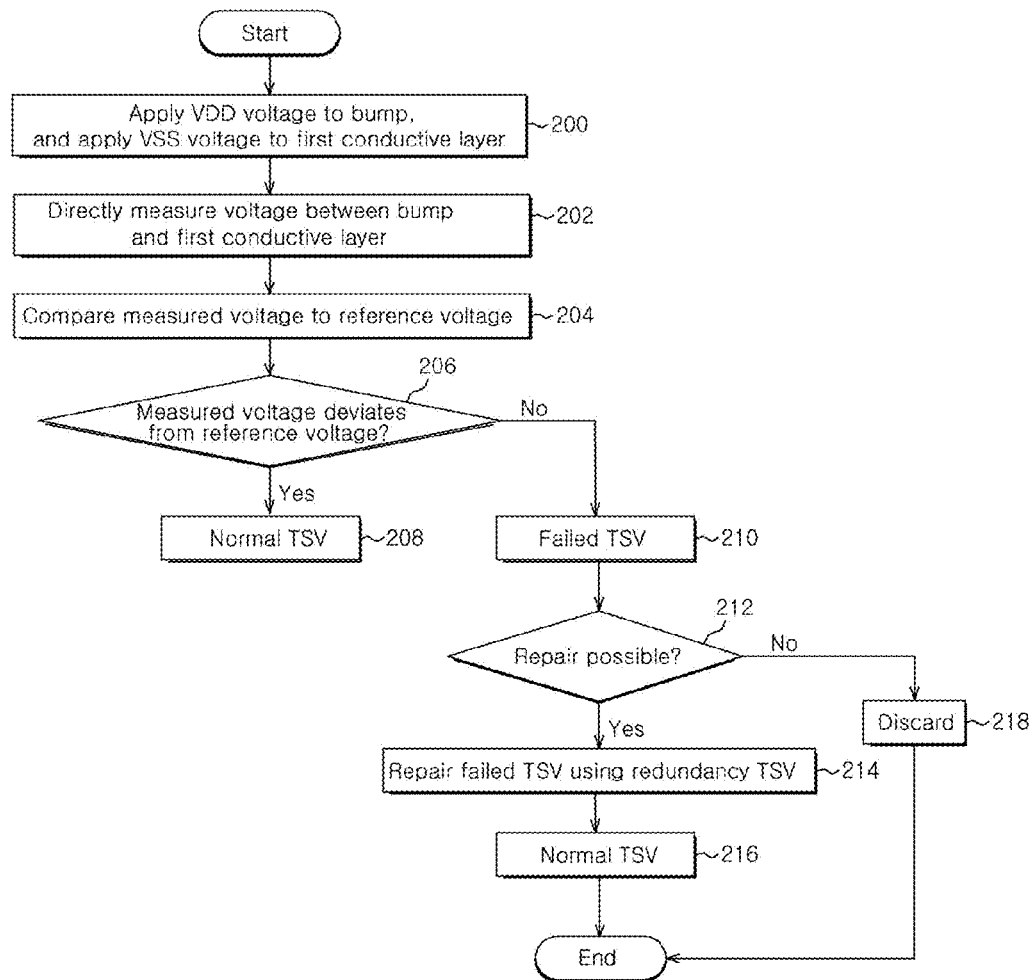 Start
Apply VDD voltage to bump,
and apply VSS voltage to first conductive layer
200
Directly measure voltage between bump
and first conductive layer
202
Compare measured voltage to reference voltage
204
206
Measured voltage deviates
from reference voltage?
No
Yes
Normal TSV
208
Failed TSV
210
212
Repair possible?
No
Yes
Discard
218
Repair failed TSV using redundancy TSV
214
Normal TSV
216
End